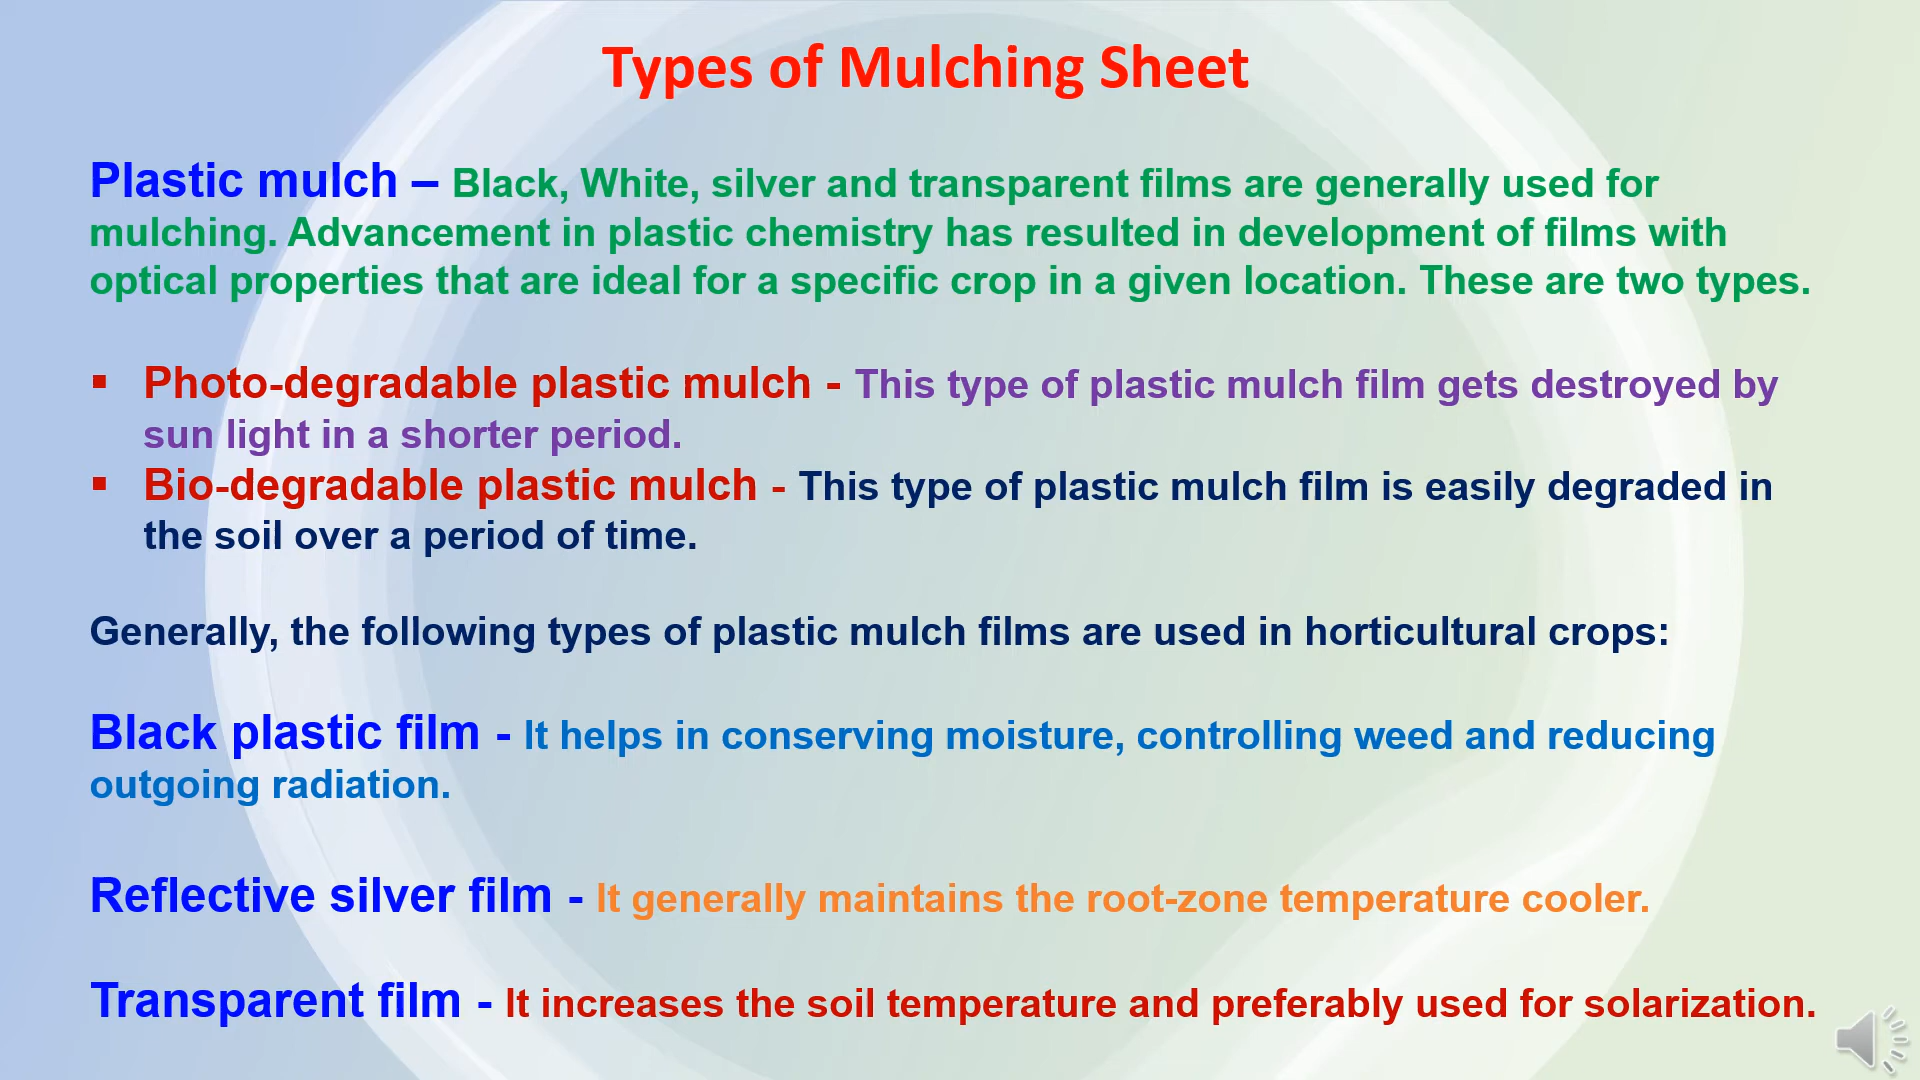 Types of Mulching Sheet
Plastic mulch – Black, White, silver and transparent films are generally used for
mulching. Advancement in plastic chemistry has resulted in development of films with
optical properties that are ideal for a specific crop in a given location. These are two types.
▪ Photo-degradable plastic mulch - This type of plastic mulch film gets destroyed by
sun light in a shorter period.
▪ Bio-degradable plastic mulch - This type of plastic mulch film is easily degraded in
the soil over a period of time.
Generally, the following types of plastic mulch films are used in horticultural crops:
Black plastic film - It helps in conserving moisture, controlling weed and reducing
outgoing radiation.
Reflective silver film - It generally maintains the root-zone temperature cooler.
Transparent film - It increases the soil temperature and preferably used for solarization.